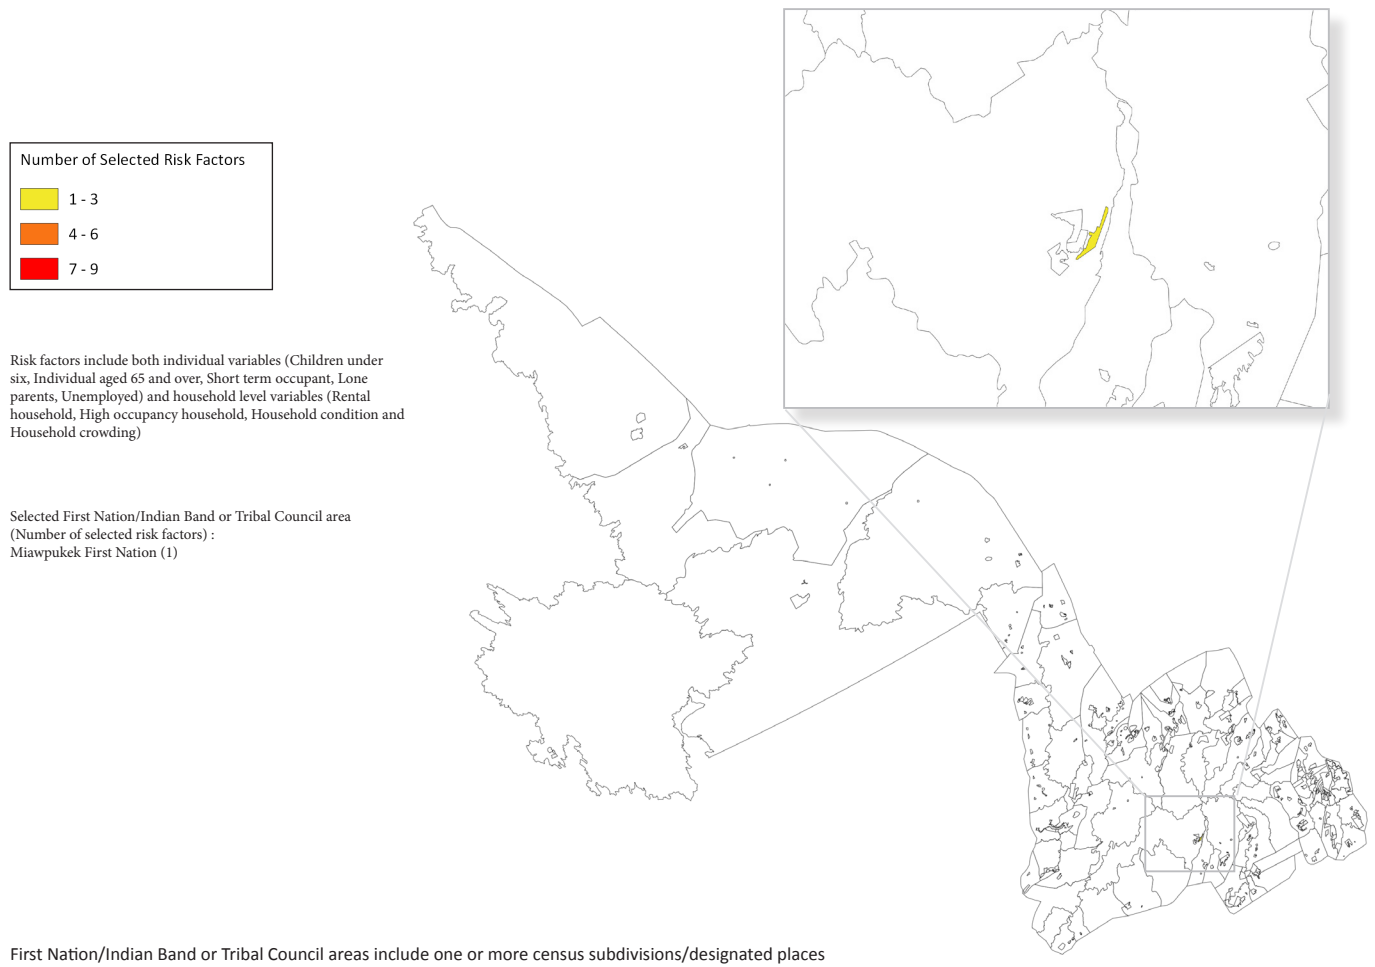 Number of Selected Risk Factors
1 - 3
4 - 6
7 - 9
Risk factors include both individual variables (Children under
six, Individual aged 65 and over, Short term occupant, Lone
parents, Unemployed) and household level variables (Rental
household, High occupancy household, Household condition and
Household crowding)
Selected First Nation/Indian Band or Tribal Council area
(Number of selected risk factors) :
Miawpukek First Nation (1)
First Nation/Indian Band or Tribal Council areas include one or more census subdivisions/designated places